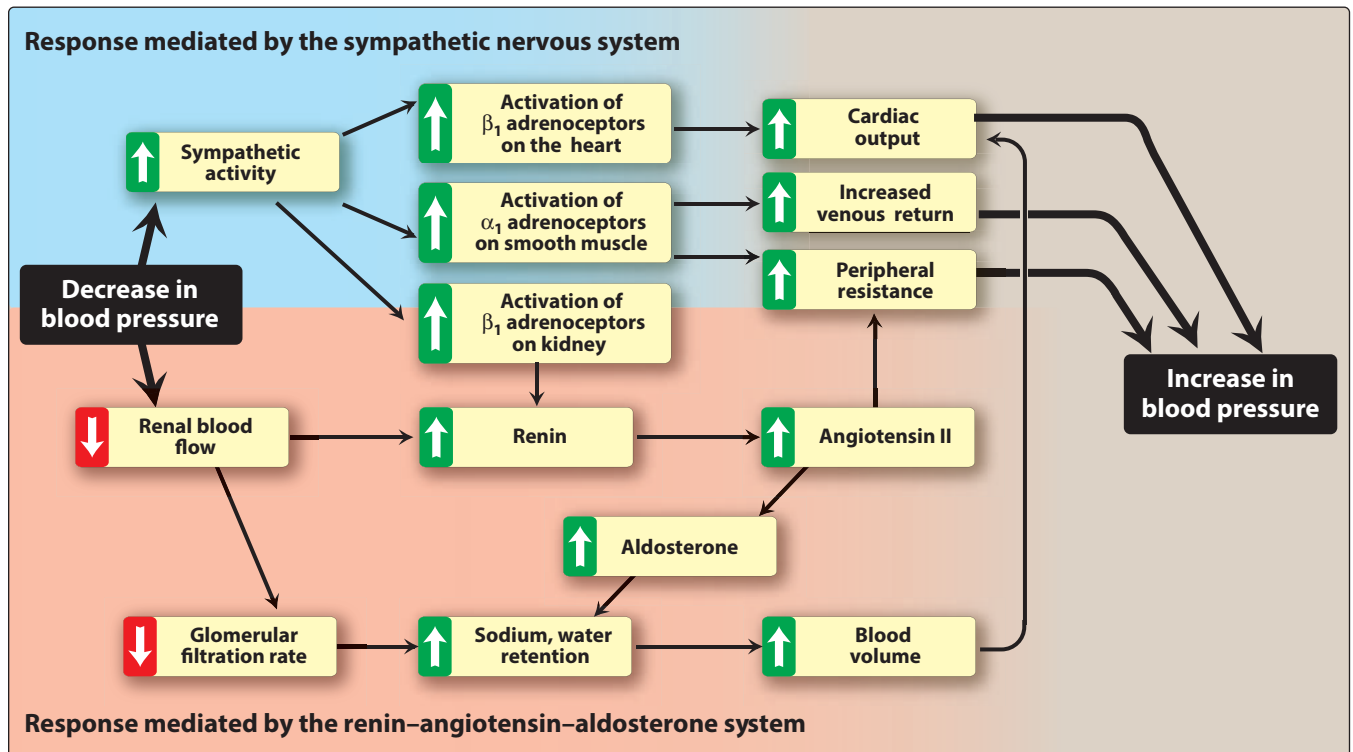 Response mediated by the sympathetic nervous system
Activation of
β1 adrenoceptors
on the heart
Cardiac
output
Sympathetic
activity
Activation of
α1 adrenoceptors
on smooth muscle
Increased
venous return
Peripheral
resistance
Decrease in
blood pressure
Activation of
β1 adrenoceptors
on kidney
Increase in
blood pressure
Renal blood
flow
Renin
Angiotensin II
Aldosterone
Glomerular
filtration rate
Sodium, water
retention
Blood
volume
Response mediated by the renin–angiotensin–aldosterone system